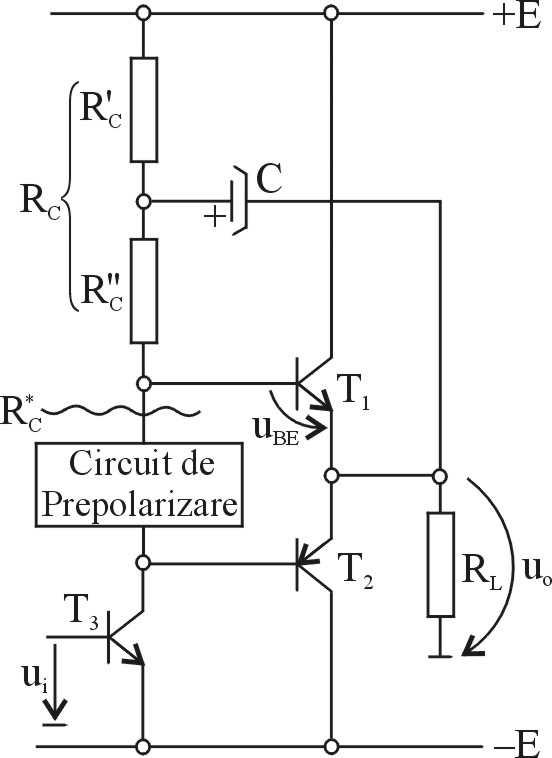 +E
R'C
C
+
RC
R"C
T1
R*C
uBE
Circuit de
Prepolarizare
T2
RL
uo
T3
ui
−E